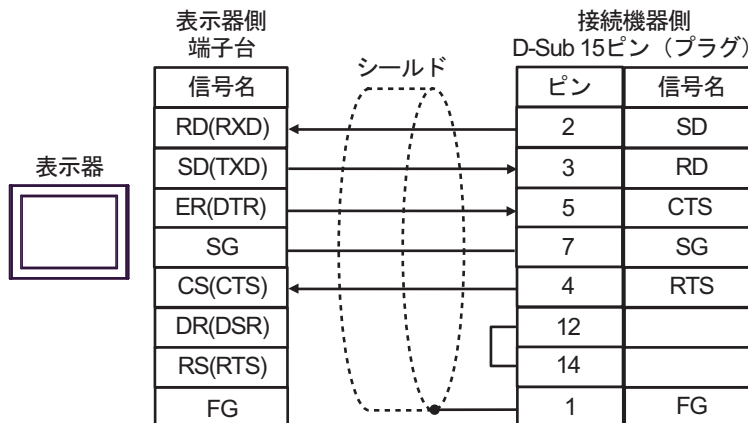 表示器側
端子台
接続機器側
D-Sub 15ピン（プラグ）
シールド
信号名
ピン
信号名
RD(RXD)
2
SD
表示器
SD(TXD)
3
RD
ER(DTR)
5
CTS
SG
7
SG
CS(CTS)
4
RTS
DR(DSR)
12
RS(RTS)
14
FG
1
FG